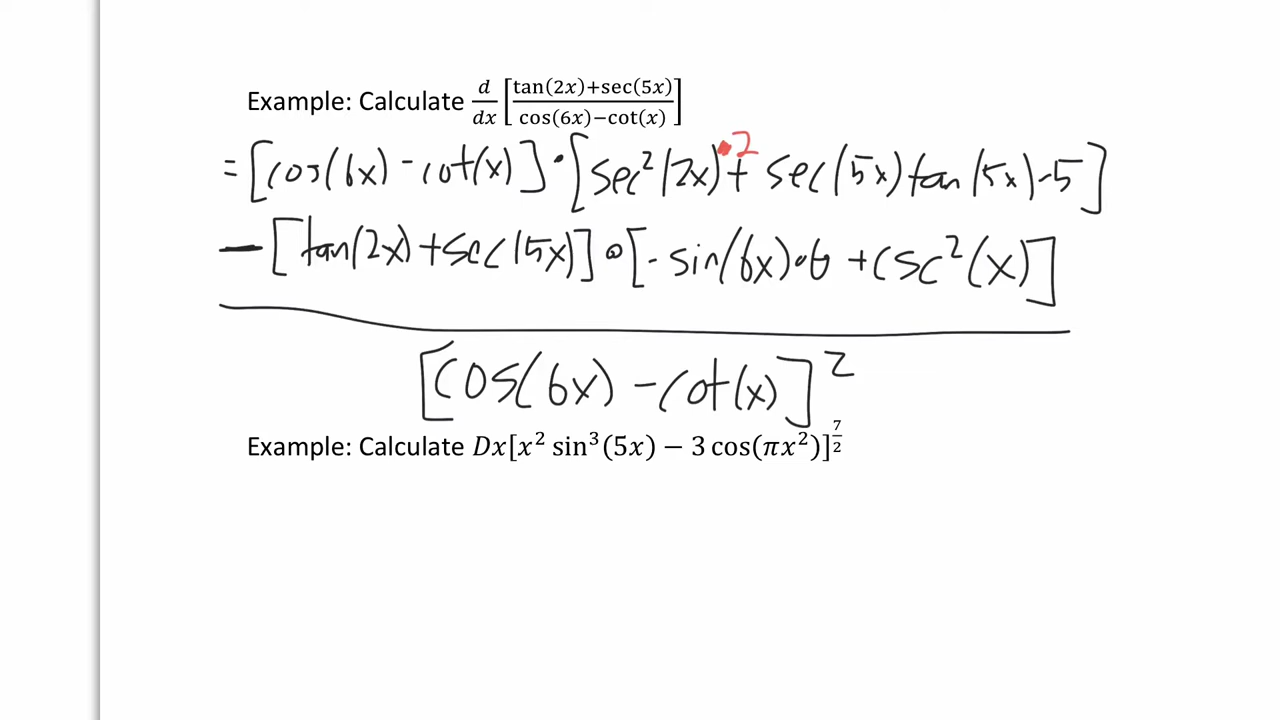 Example: Calculate d/dx [(tan(2x)+sec(5x))/(cos(6x)−cot(x))]
= [cos(6x) - cot(x)] · [sec²(2x)·2 + sec(5x) tan(5x)·5]
- [tan(2x) + sec(5x)] · [- sin(6x)·6 + csc²(x)]
[cos(6x) - cot(x)]²
Example: Calculate Dx[x² sin³(5x) − 3 cos(πx²)]^(7/2)